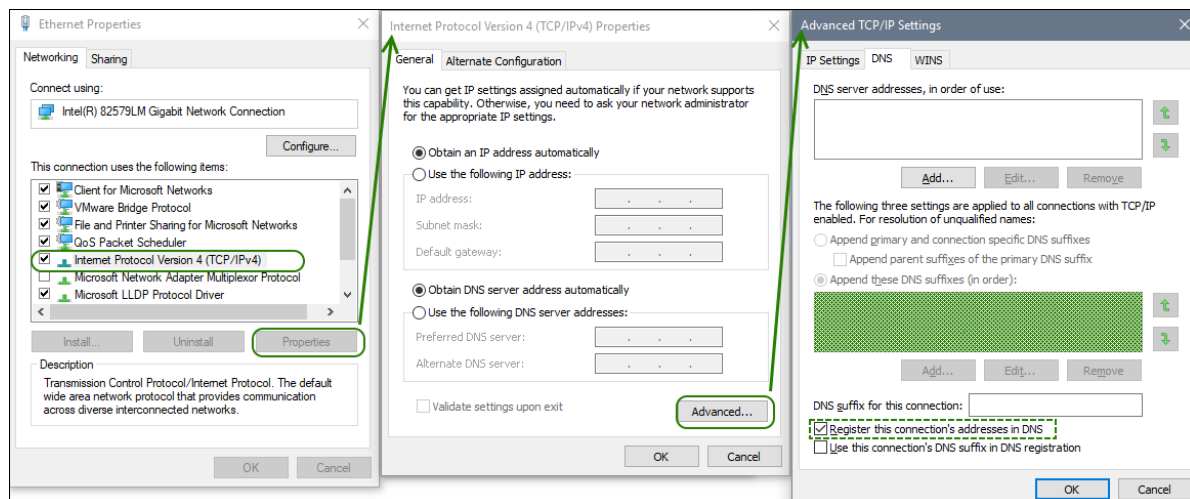 Ethernet Properties
Networking Sharing
Connect using:
Intel(R) 82579LM Gigabit Network Connection
Configure...
This connection uses the following items:
Client for Microsoft Networks
VMware Bridge Protocol
File and Printer Sharing for Microsoft Networks
QoS Packet Scheduler
Internet Protocol Version 4 (TCP/IPv4)
Microsoft Network Adapter Multiplexor Protocol
Microsoft LLDP Protocol Driver
Install... Uninstall Properties
Description
Transmission Control Protocol/Internet Protocol. The default
wide area network protocol that provides communication
across diverse interconnected networks.
OK Cancel
Internet Protocol Version 4 (TCP/IPv4) Properties
General Alternate Configuration
You can get IP settings assigned automatically if your network supports
this capability. Otherwise, you need to ask your network administrator
for the appropriate IP settings.
Obtain an IP address automatically
Use the following IP address:
IP address:
Subnet mask:
Default gateway:
Obtain DNS server address automatically
Use the following DNS server addresses:
Preferred DNS server:
Alternate DNS server:
Validate settings upon exit
Advanced...
OK Cancel
Advanced TCP/IP Settings
IP Settings DNS WINS
DNS server addresses, in order of use:
Add... Edit... Remove
The following three settings are applied to all connections with TCP/IP
enabled. For resolution of unqualified names:
Append primary and connection specific DNS suffixes
Append parent suffixes of the primary DNS suffix
Append these DNS suffixes (in order):
Add... Edit... Remove
DNS suffix for this connection:
Register this connection's addresses in DNS
Use this connection's DNS suffix in DNS registration
OK Cancel